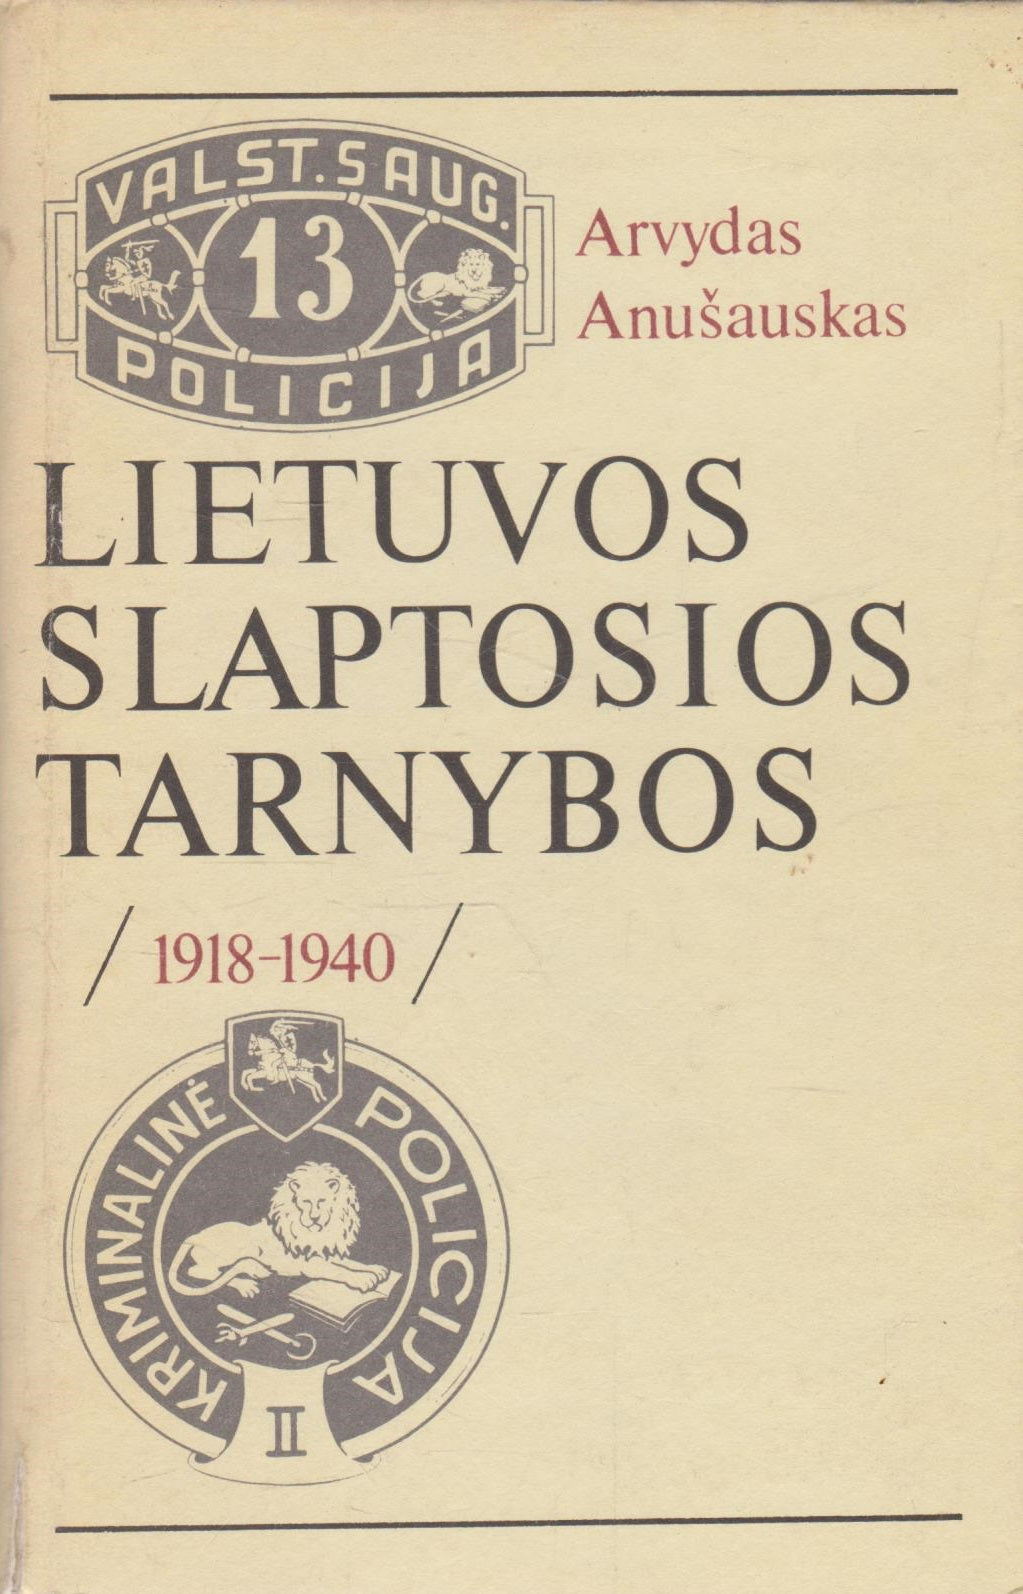 VALST. SAUG.
13
POLICIJA
Arvydas
Anušauskas
LIETUVOS
SLAPTOSIOS
TARNYBOS
/ 1918-1940 /
KRIMINALINĖ POLICIJA
II